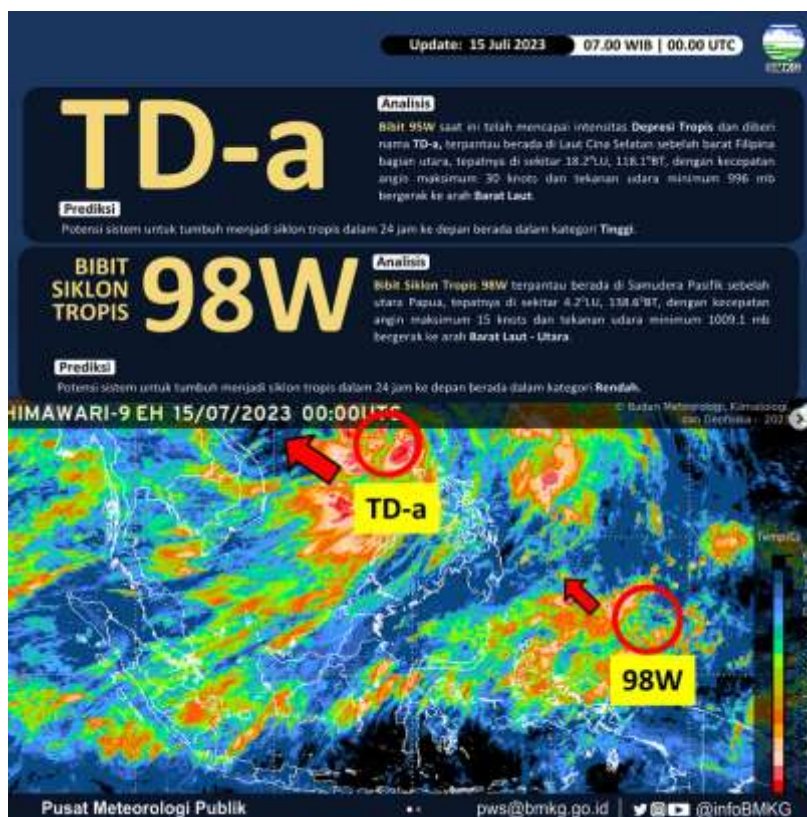 Update: 15 Juli 2023
07.00 WIB | 00.00 UTC
TD-a
Analisis
Bibit 95W saat ini telah mencapai intensitas Depresi Tropis dan diberi
nama TD-a, terpantau berada di Laut Cina Selatan sebelah barat Filipina
bagian utara, tepatnya di sekitar 18.2°LU, 118.1°BT, dengan kecepatan
angin maksimum 30 knots dan tekanan udara minimum 996 mb
bergerak ke arah Barat Laut.
Prediksi
Potensi sistem untuk tumbuh menjadi siklon tropis dalam 24 jam ke depan berada dalam kategori Tinggi.
BIBIT
SIKLON
TROPIS
98W
Analisis
Bibit Siklon Tropis 98W terpantau berada di Samudera Pasifik sebelah
utara Papua, tepatnya di sekitar 4.2°LU, 138.6°BT, dengan kecepatan
angin maksimum 15 knots dan tekanan udara minimum 1009.1 mb
bergerak ke arah Barat Laut - Utara
Prediksi
Potensi sistem untuk tumbuh menjadi siklon tropis dalam 24 jam ke depan berada dalam kategori Rendah.
HIMAWARI-9 EH 15/07/2023 00:00UTC
© Badan Meteorologi, Klimatologi
dan Geofisika - 2023
TD-a
98W
Pusat Meteorologi Publik
pws@bmkg.go.id | @infoBMKG